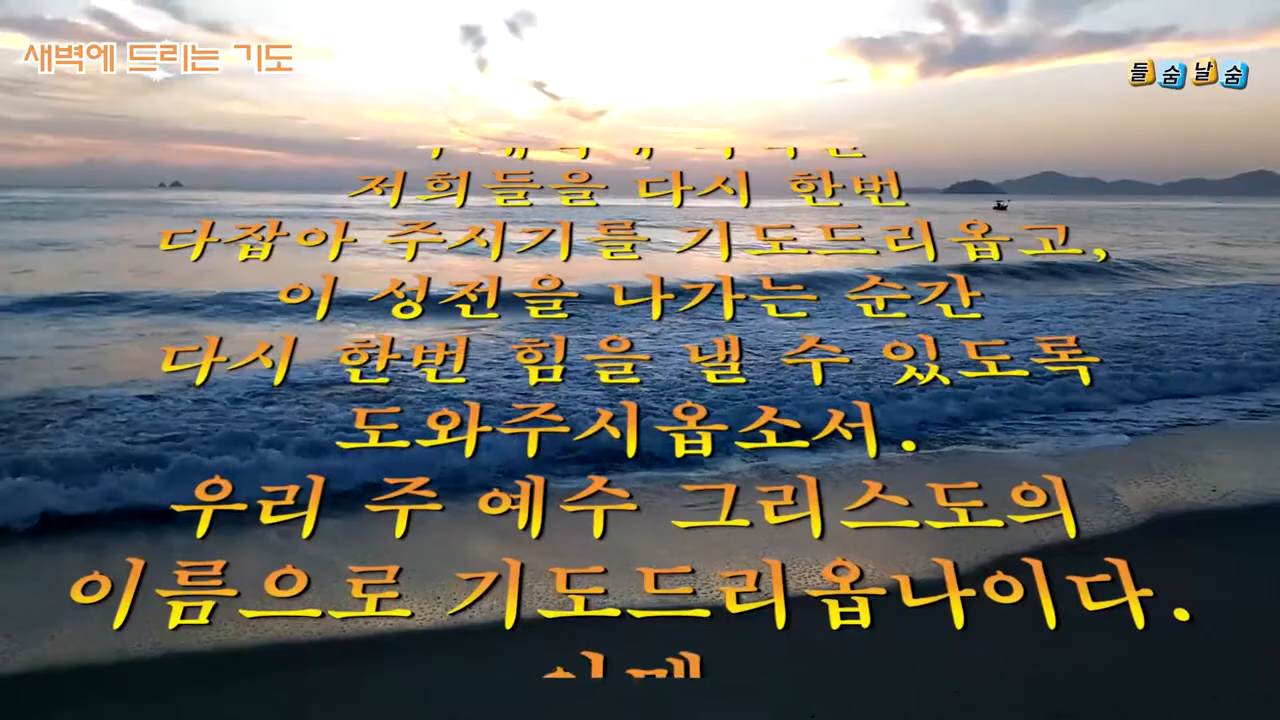 새벽에 드리는 기도
들숨날숨
저희들을 다시 한번
다잡아 주시기를 기도드리옵고,
이 성전을 나가는 순간
다시 한번 힘을 낼 수 있도록
도와주시옵소서.
우리 주 예수 그리스도의
이름으로 기도드리옵나이다.